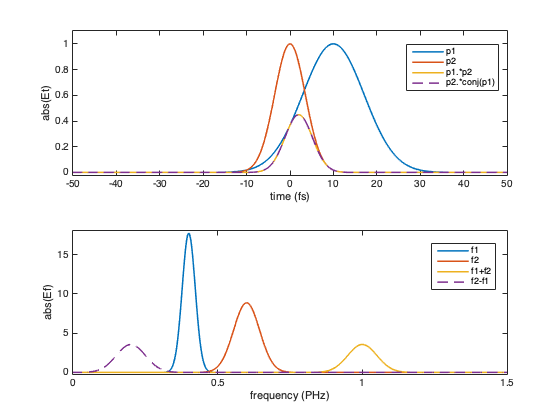 abs(Et)
1
0.8
0.6
0.4
0.2
0
-50 -40 -30 -20 -10 0 10 20 30 40 50
time (fs)
p1
p2
p1.*p2
p2.*conj(p1)
abs(Ef)
15
10
5
0
0 0.5 1 1.5
frequency (PHz)
f1
f2
f1+f2
f2-f1